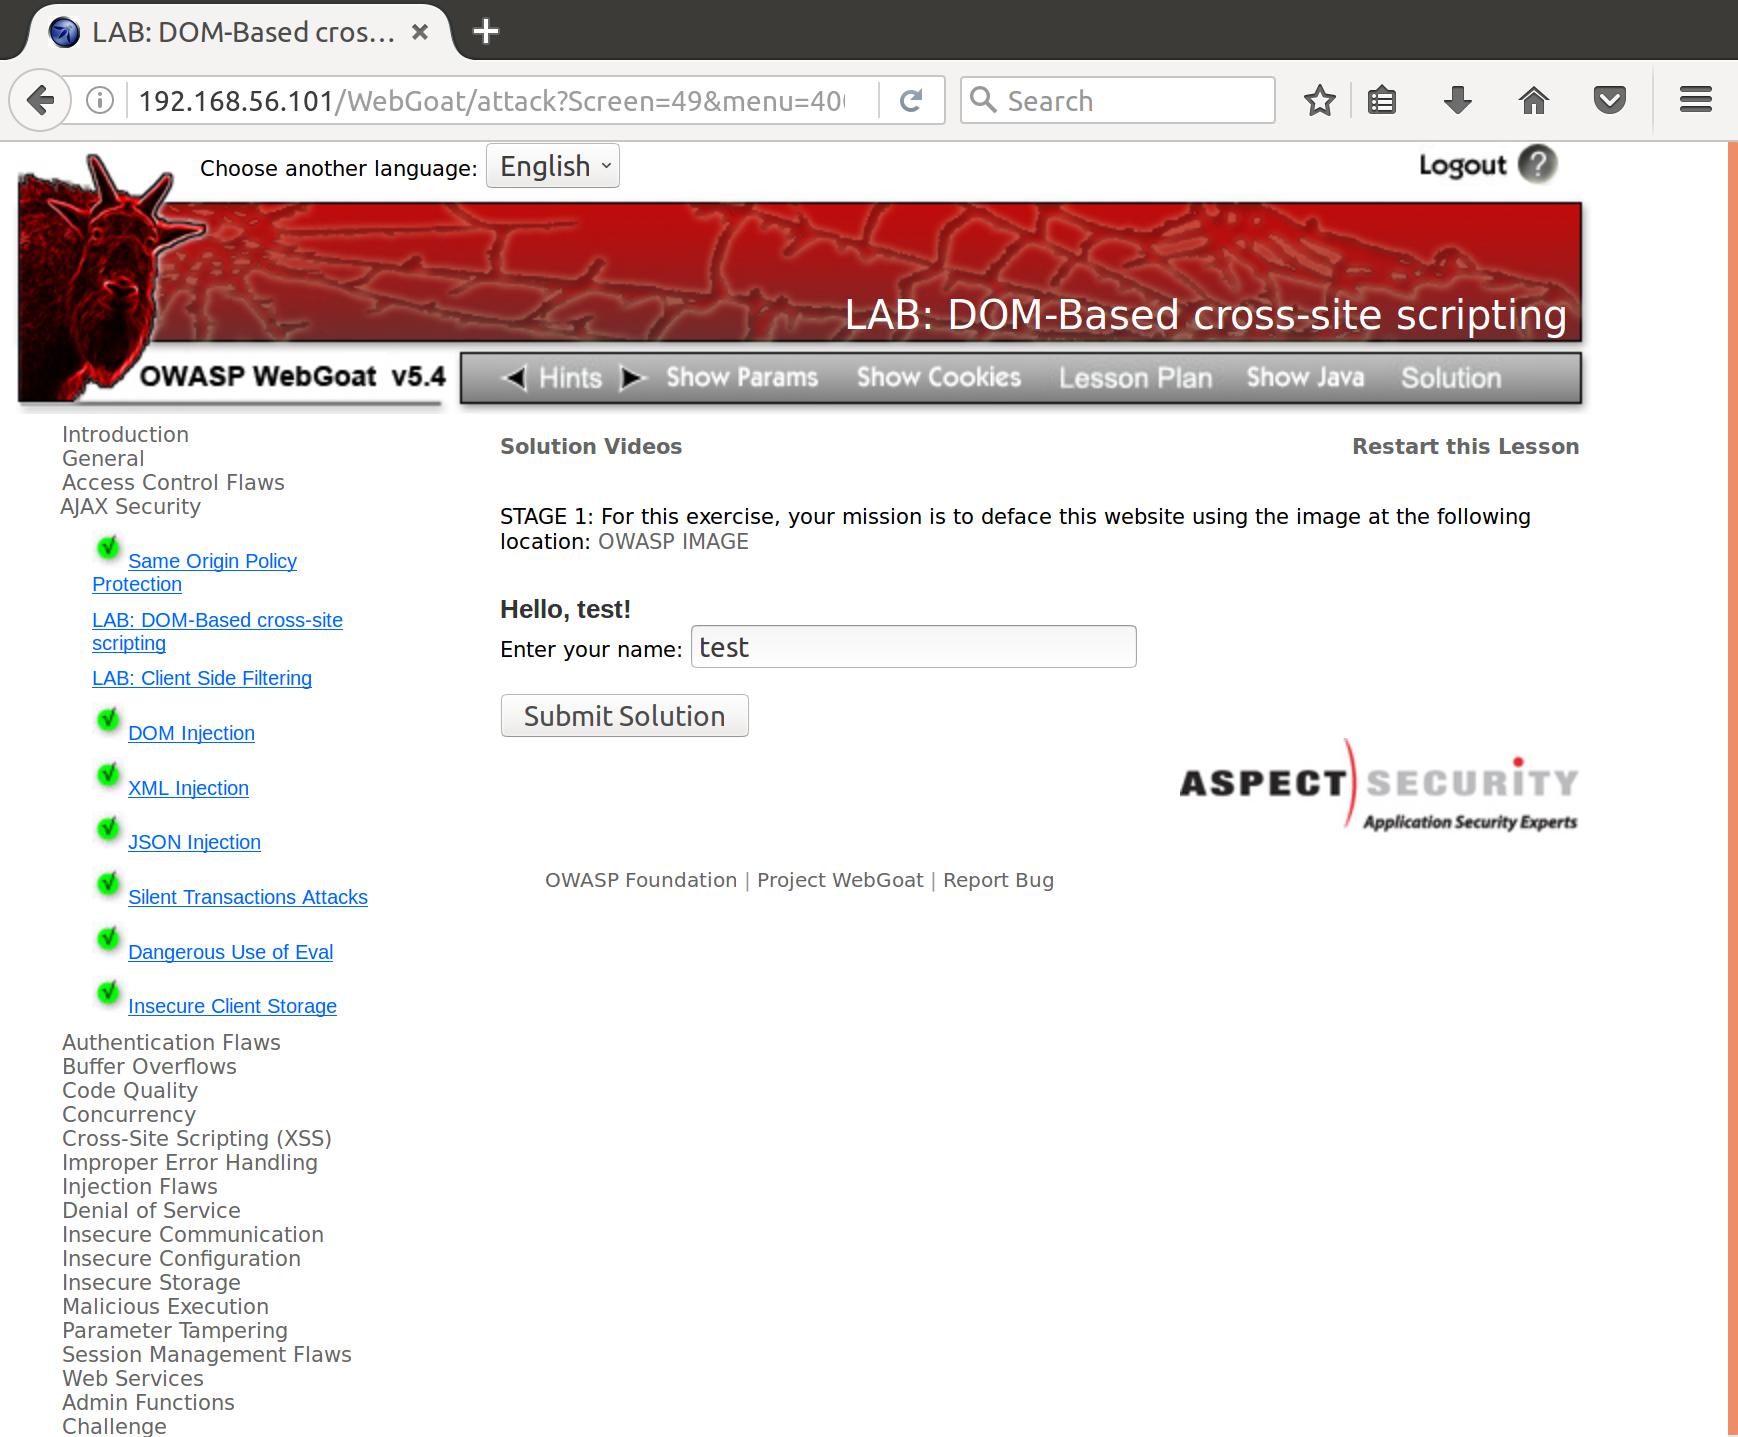 LAB: DOM-Based cros...
192.168.56.101/WebGoat/attack?Screen=49&menu=400
Search
Choose another language: English
Logout ?
LAB: DOM-Based cross-site scripting
OWASP WebGoat v5.4
Hints Show Params Show Cookies Lesson Plan Show Java Solution
Introduction
General
Access Control Flaws
AJAX Security
Same Origin Policy
Protection
LAB: DOM-Based cross-site
scripting
LAB: Client Side Filtering
DOM Injection
XML Injection
JSON Injection
Silent Transactions Attacks
Dangerous Use of Eval
Insecure Client Storage
Authentication Flaws
Buffer Overflows
Code Quality
Concurrency
Cross-Site Scripting (XSS)
Improper Error Handling
Injection Flaws
Denial of Service
Insecure Communication
Insecure Configuration
Insecure Storage
Malicious Execution
Parameter Tampering
Session Management Flaws
Web Services
Admin Functions
Challenge
Solution Videos
Restart this Lesson
STAGE 1: For this exercise, your mission is to deface this website using the image at the following
location: OWASP IMAGE
Hello, test!
Enter your name: test
Submit Solution
ASPECT SECURITY
Application Security Experts
OWASP Foundation | Project WebGoat | Report Bug